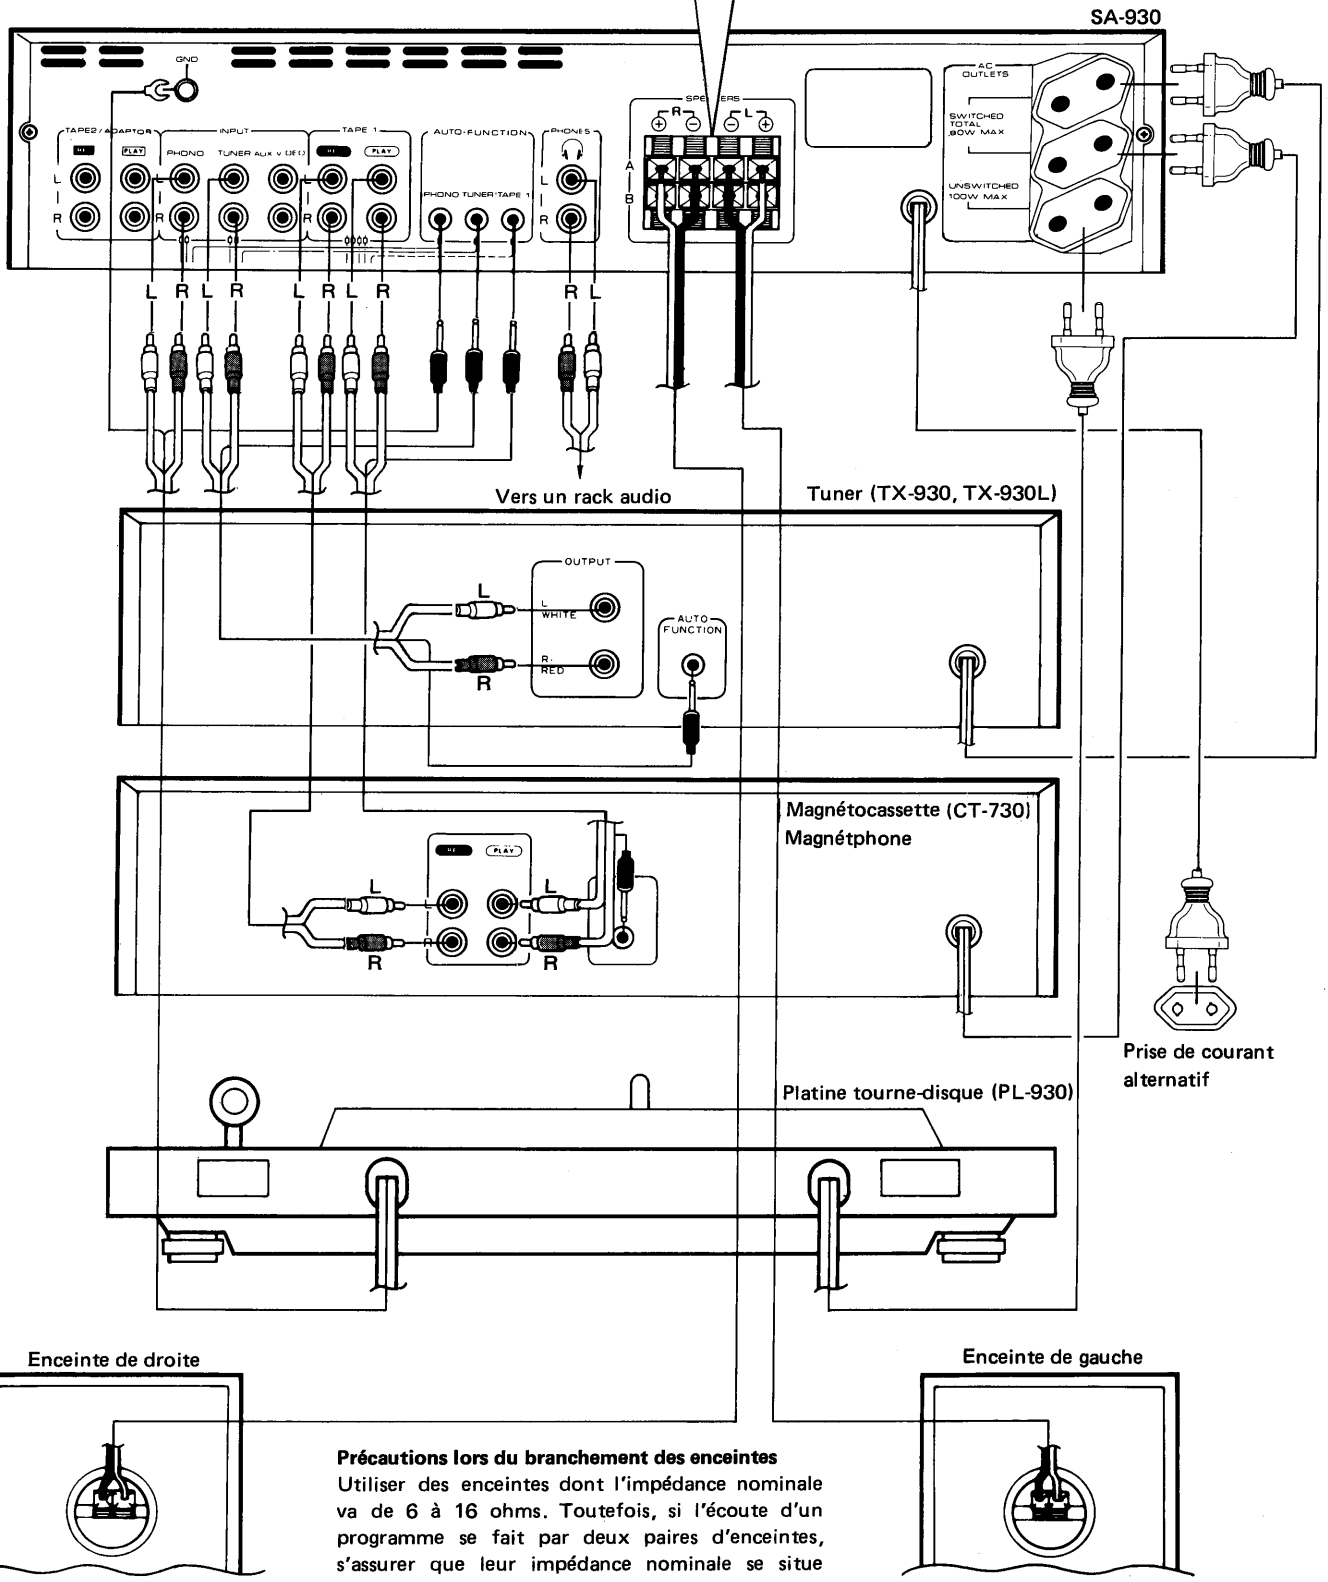 SA-930
GND
AC
OUTLETS
SPEAKERS
R L
SWITCHED
TOTAL
80W MAX
TAPE2/ADAPTOR INPUT TAPE 1 AUTO-FUNCTION PHONES
PLAY PHONO TUNER AUX PLAY
A
B
L
R
UNSWITCHED
100W MAX
PHONO TUNER TAPE 1
L
R
L R L R L R L R R L
Vers un rack audio
Tuner (TX-930, TX-930L)
OUTPUT
L
L
WHITE
AUTO
FUNCTION
R
RED
R
Magnétocassette (CT-730)
Magnétphone
PLAY
L L
L
R
R R
Prise de courant
alternatif
Platine tourne-disque (PL-930)
Enceinte de droite
Enceinte de gauche
Précautions lors du branchement des enceintes
Utiliser des enceintes dont l'impédance nominale
va de 6 à 16 ohms. Toutefois, si l'écoute d'un
programme se fait par deux paires d'enceintes,
s'assurer que leur impédance nominale se situe